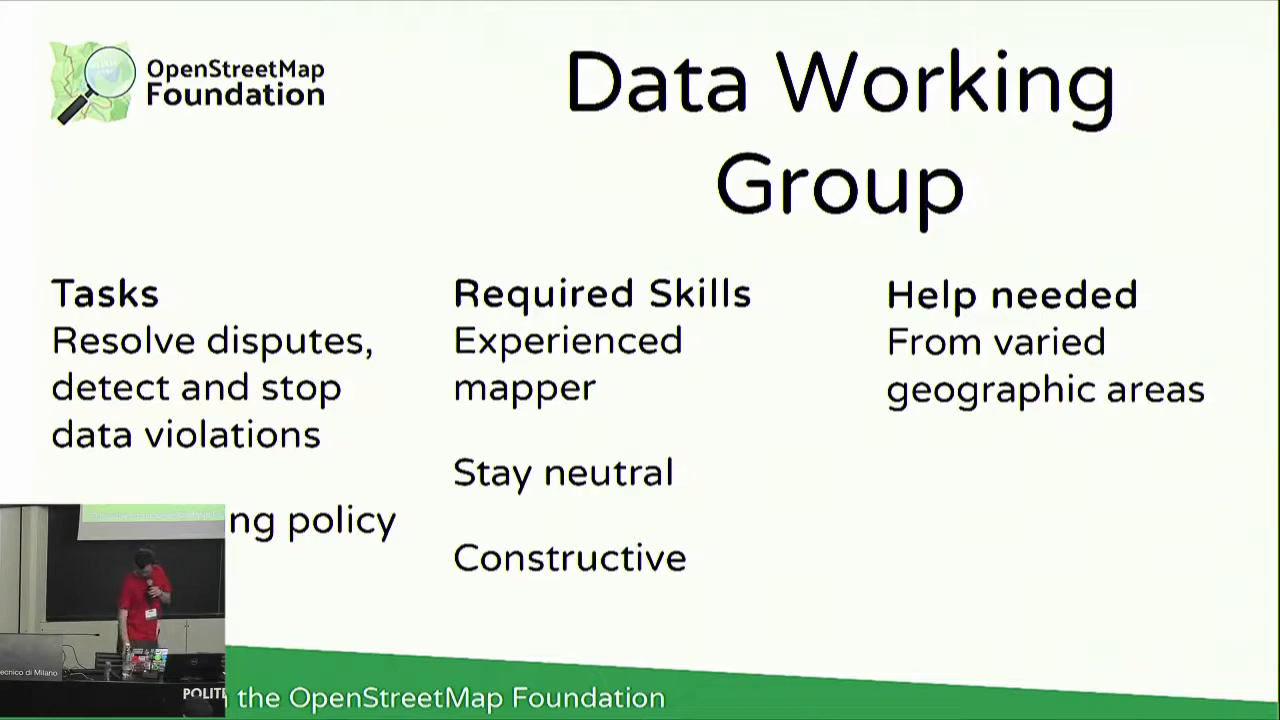 OpenStreetMap
Foundation
Data Working
Group
Tasks
Resolve disputes,
detect and stop
data violations
ng policy
Required Skills
Experienced
mapper
Stay neutral
Constructive
Help needed
From varied
geographic areas
ecnico di Milano
POLITI
the OpenStreetMap Foundation